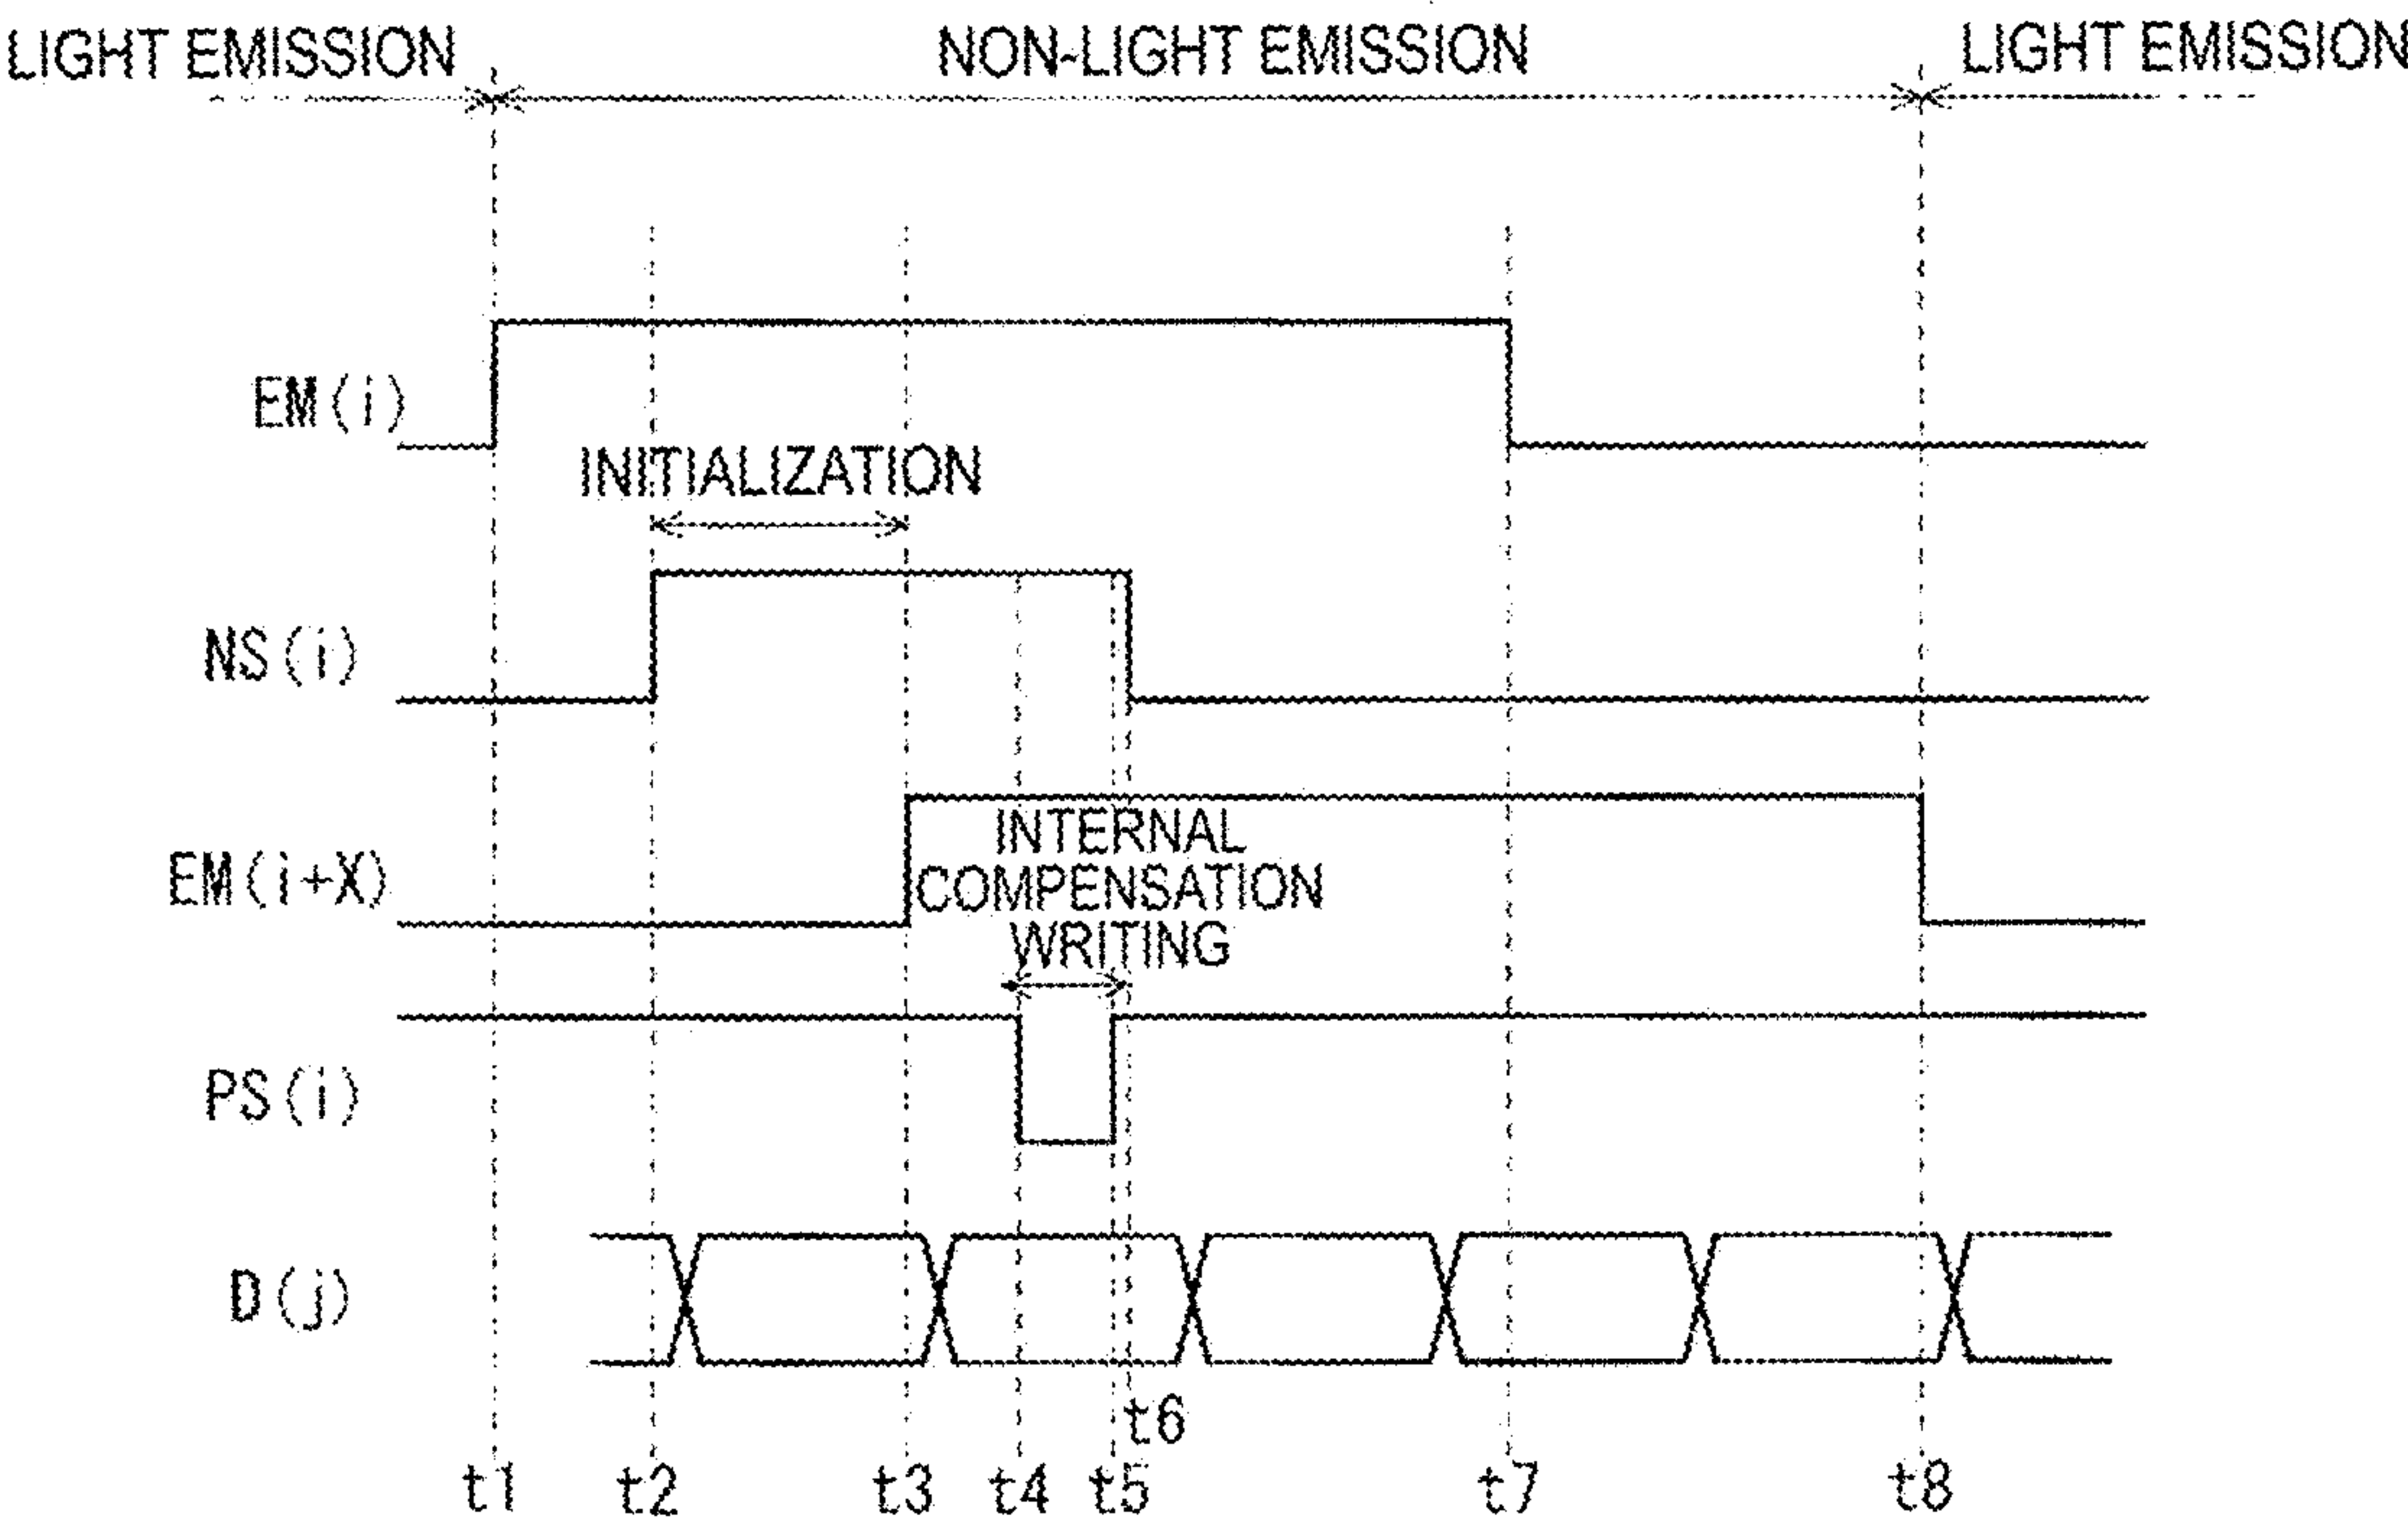 LIGHT EMISSION NON-LIGHT EMISSION LIGHT EMISSION
EM(i)
INITIALIZATION
NS(i)
EM(i+X)
INTERNAL
COMPENSATION
WRITING
PS(i)
D(j)
t6
t1 t2 t3 t4 t5 t7 t8